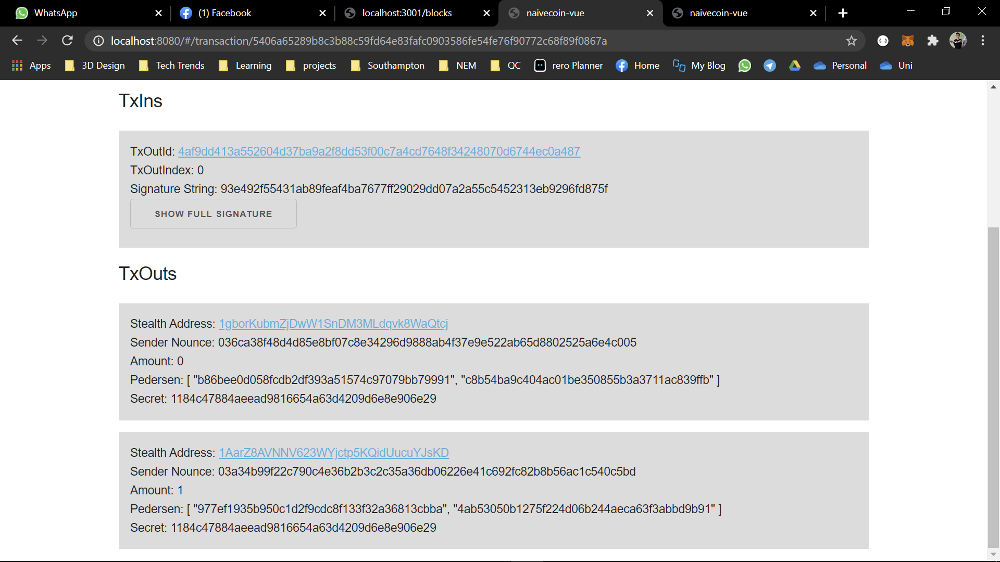 WhatsApp
(1) Facebook
localhost:3001/blocks
naivecoin-vue
naivecoin-vue
localhost:8080/#/transaction/5406a65289b8c3b88c59fd64e83fafc0903586fe54fe76f90772c68f89f0867a
Apps 3D Design Tech Trends Learning projects Southampton NEM QC rero Planner Home My Blog Personal Uni
TxIns
TxOutId: 4af9dd413a552604d37ba9a2f8dd53f00c7a4cd7648f34248070d6744ec0a487
TxOutIndex: 0
Signature String: 93e492f55431ab89feaf4ba7677ff29029dd07a2a55c5452313eb9296fd875f
SHOW FULL SIGNATURE
TxOuts
Stealth Address: 1gborKubmZjDwW1SnDM3MLdqvk8WaQtcj
Sender Nounce: 036ca38f48d4d85e8bf07c8e34296d9888ab4f37e9e522ab65d8802525a6e4c005
Amount: 0
Pedersen: [ "b86bee0d058fcdb2df393a51574c97079bb79991", "c8b54ba9c404ac01be350855b3a3711ac839ffb" ]
Secret: 1184c47884aeead9816654a63d4209d6e8e906e29
Stealth Address: 1AarZ8AVNNV623WYjctp5KQidUucuYJsKD
Sender Nounce: 03a34b99f22c790c4e36b2b3c2c35a36db06226e41c692fc82b8b56ac1c540c5bd
Amount: 1
Pedersen: [ "977ef1935b950c1d2f9cdc8f133f32a36813cbba", "4ab53050b1275f224d06b244aeca63f3abbd9b91" ]
Secret: 1184c47884aeead9816654a63d4209d6e8e906e29